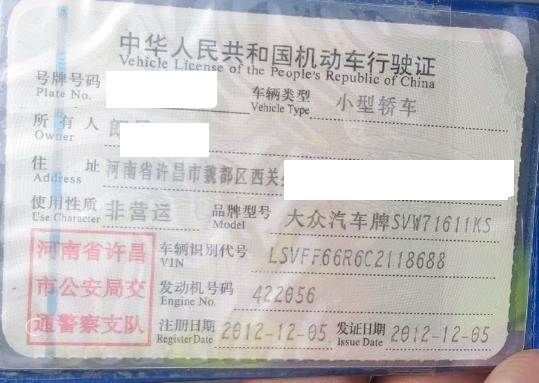 中华人民共和国机动车行驶证
Vehicle License of the People's Republic of China
号牌号码 车辆类型 小型轿车
Plate No. Vehicle Type
所有人
Owner
住址 河南省许昌市魏都区西关
Address
使用性质 非营运 品牌型号 大众汽车牌SVW71611KS
Use Character Model
河南省许昌 车辆识别代号 LSVFF66R6C2118688
VIN
市公安局交 发动机号码 422056
Engine No.
通警察支队 注册日期 2012-12-05 发证日期 2012-12-05
Register Date Issue Date